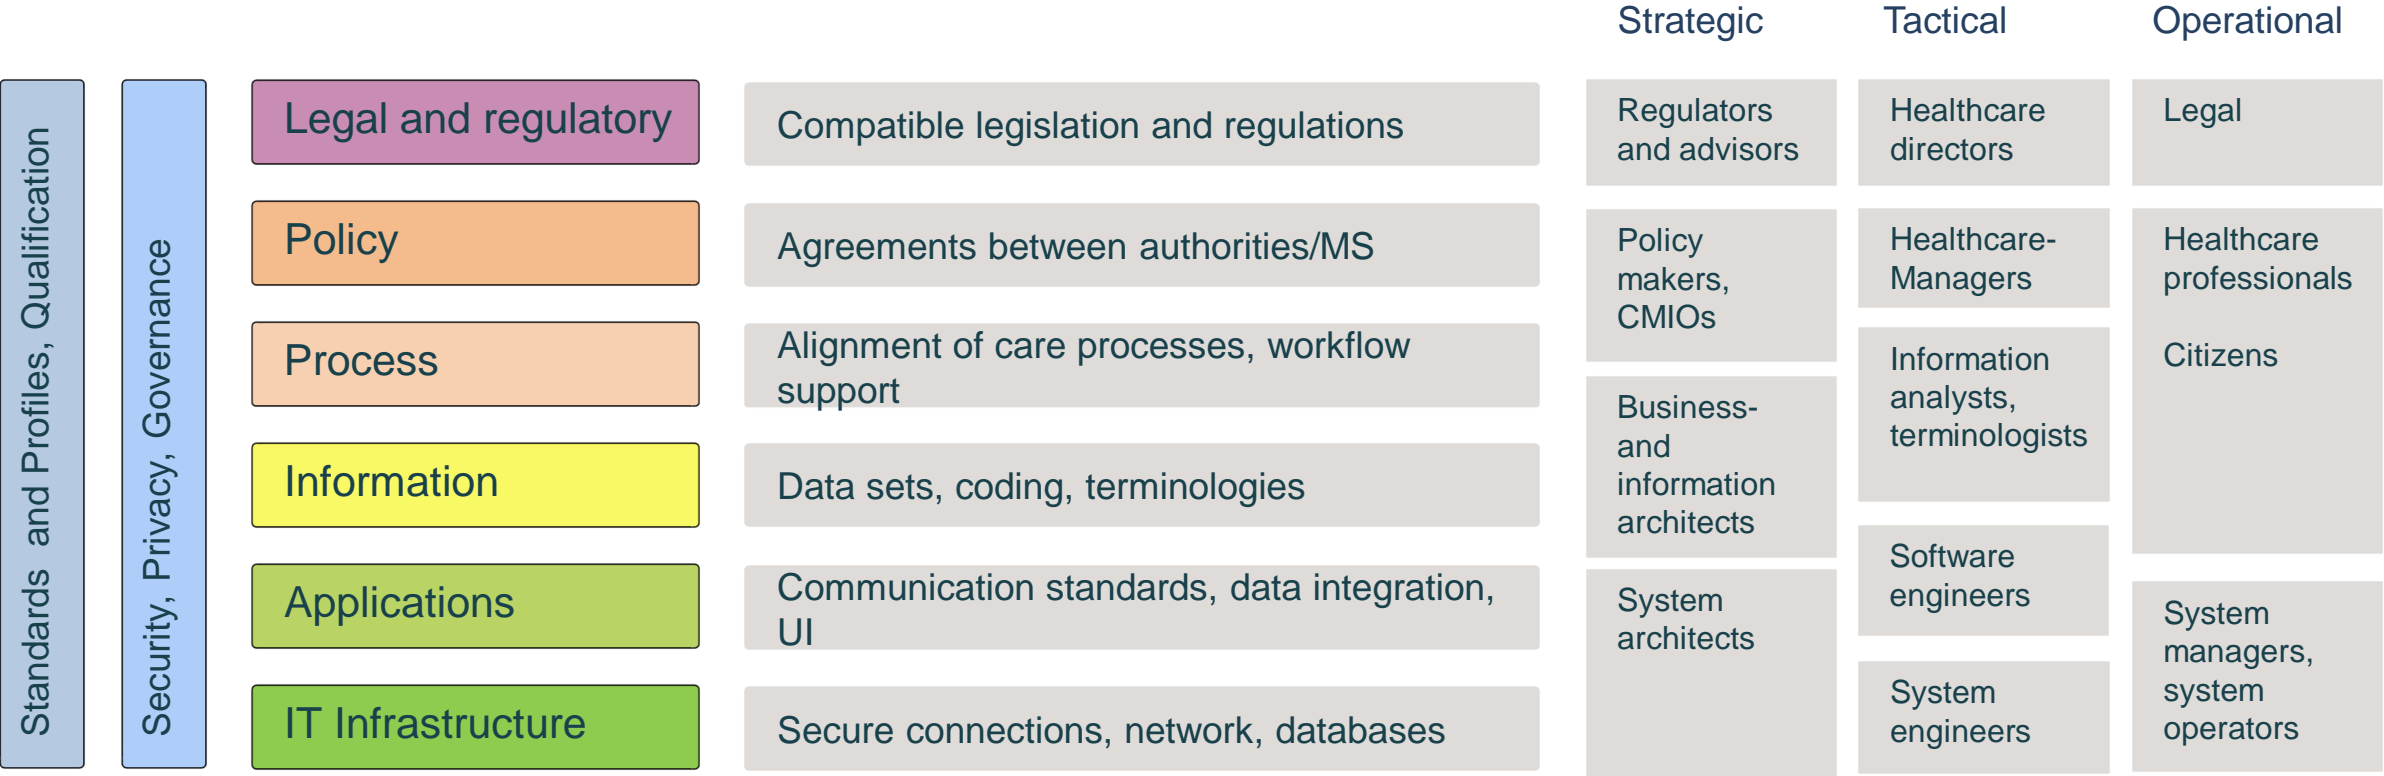 Strategic
Tactical
Operational
Standards and Profiles, Qualification
Security, Privacy, Governance
Legal and regulatory
Compatible legislation and regulations
Policy
Agreements between authorities/MS
Process
Alignment of care processes, workflow
support
Information
Data sets, coding, terminologies
Applications
Communication standards, data integration,
UI
IT Infrastructure
Secure connections, network, databases
Regulators
and advisors
Policy
makers,
CMIOs
Business-
and
information
architects
System
architects
Healthcare
directors
Healthcare-
Managers
Information
analysts,
terminologists
Software
engineers
System
engineers
Legal
Healthcare
professionals
Citizens
System
managers,
system
operators